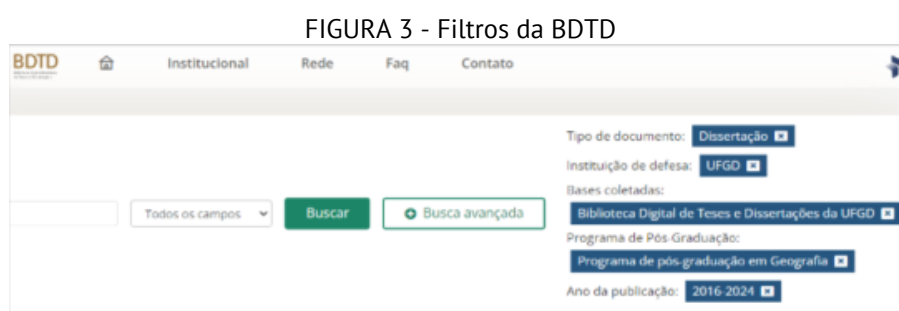 FIGURA 3 - Filtros da BDTD
BDTD Institucional Rede Faq Contato
Tipo de documento: Dissertação
Instituição de defesa: UFGD
Bases coletadas:
Todos os campos Buscar Busca avançada
Biblioteca Digital de Teses e Dissertações da UFGD
Programa de Pós-Graduação:
Programa de pós-graduação em Geografia
Ano da publicação: 2016-2024